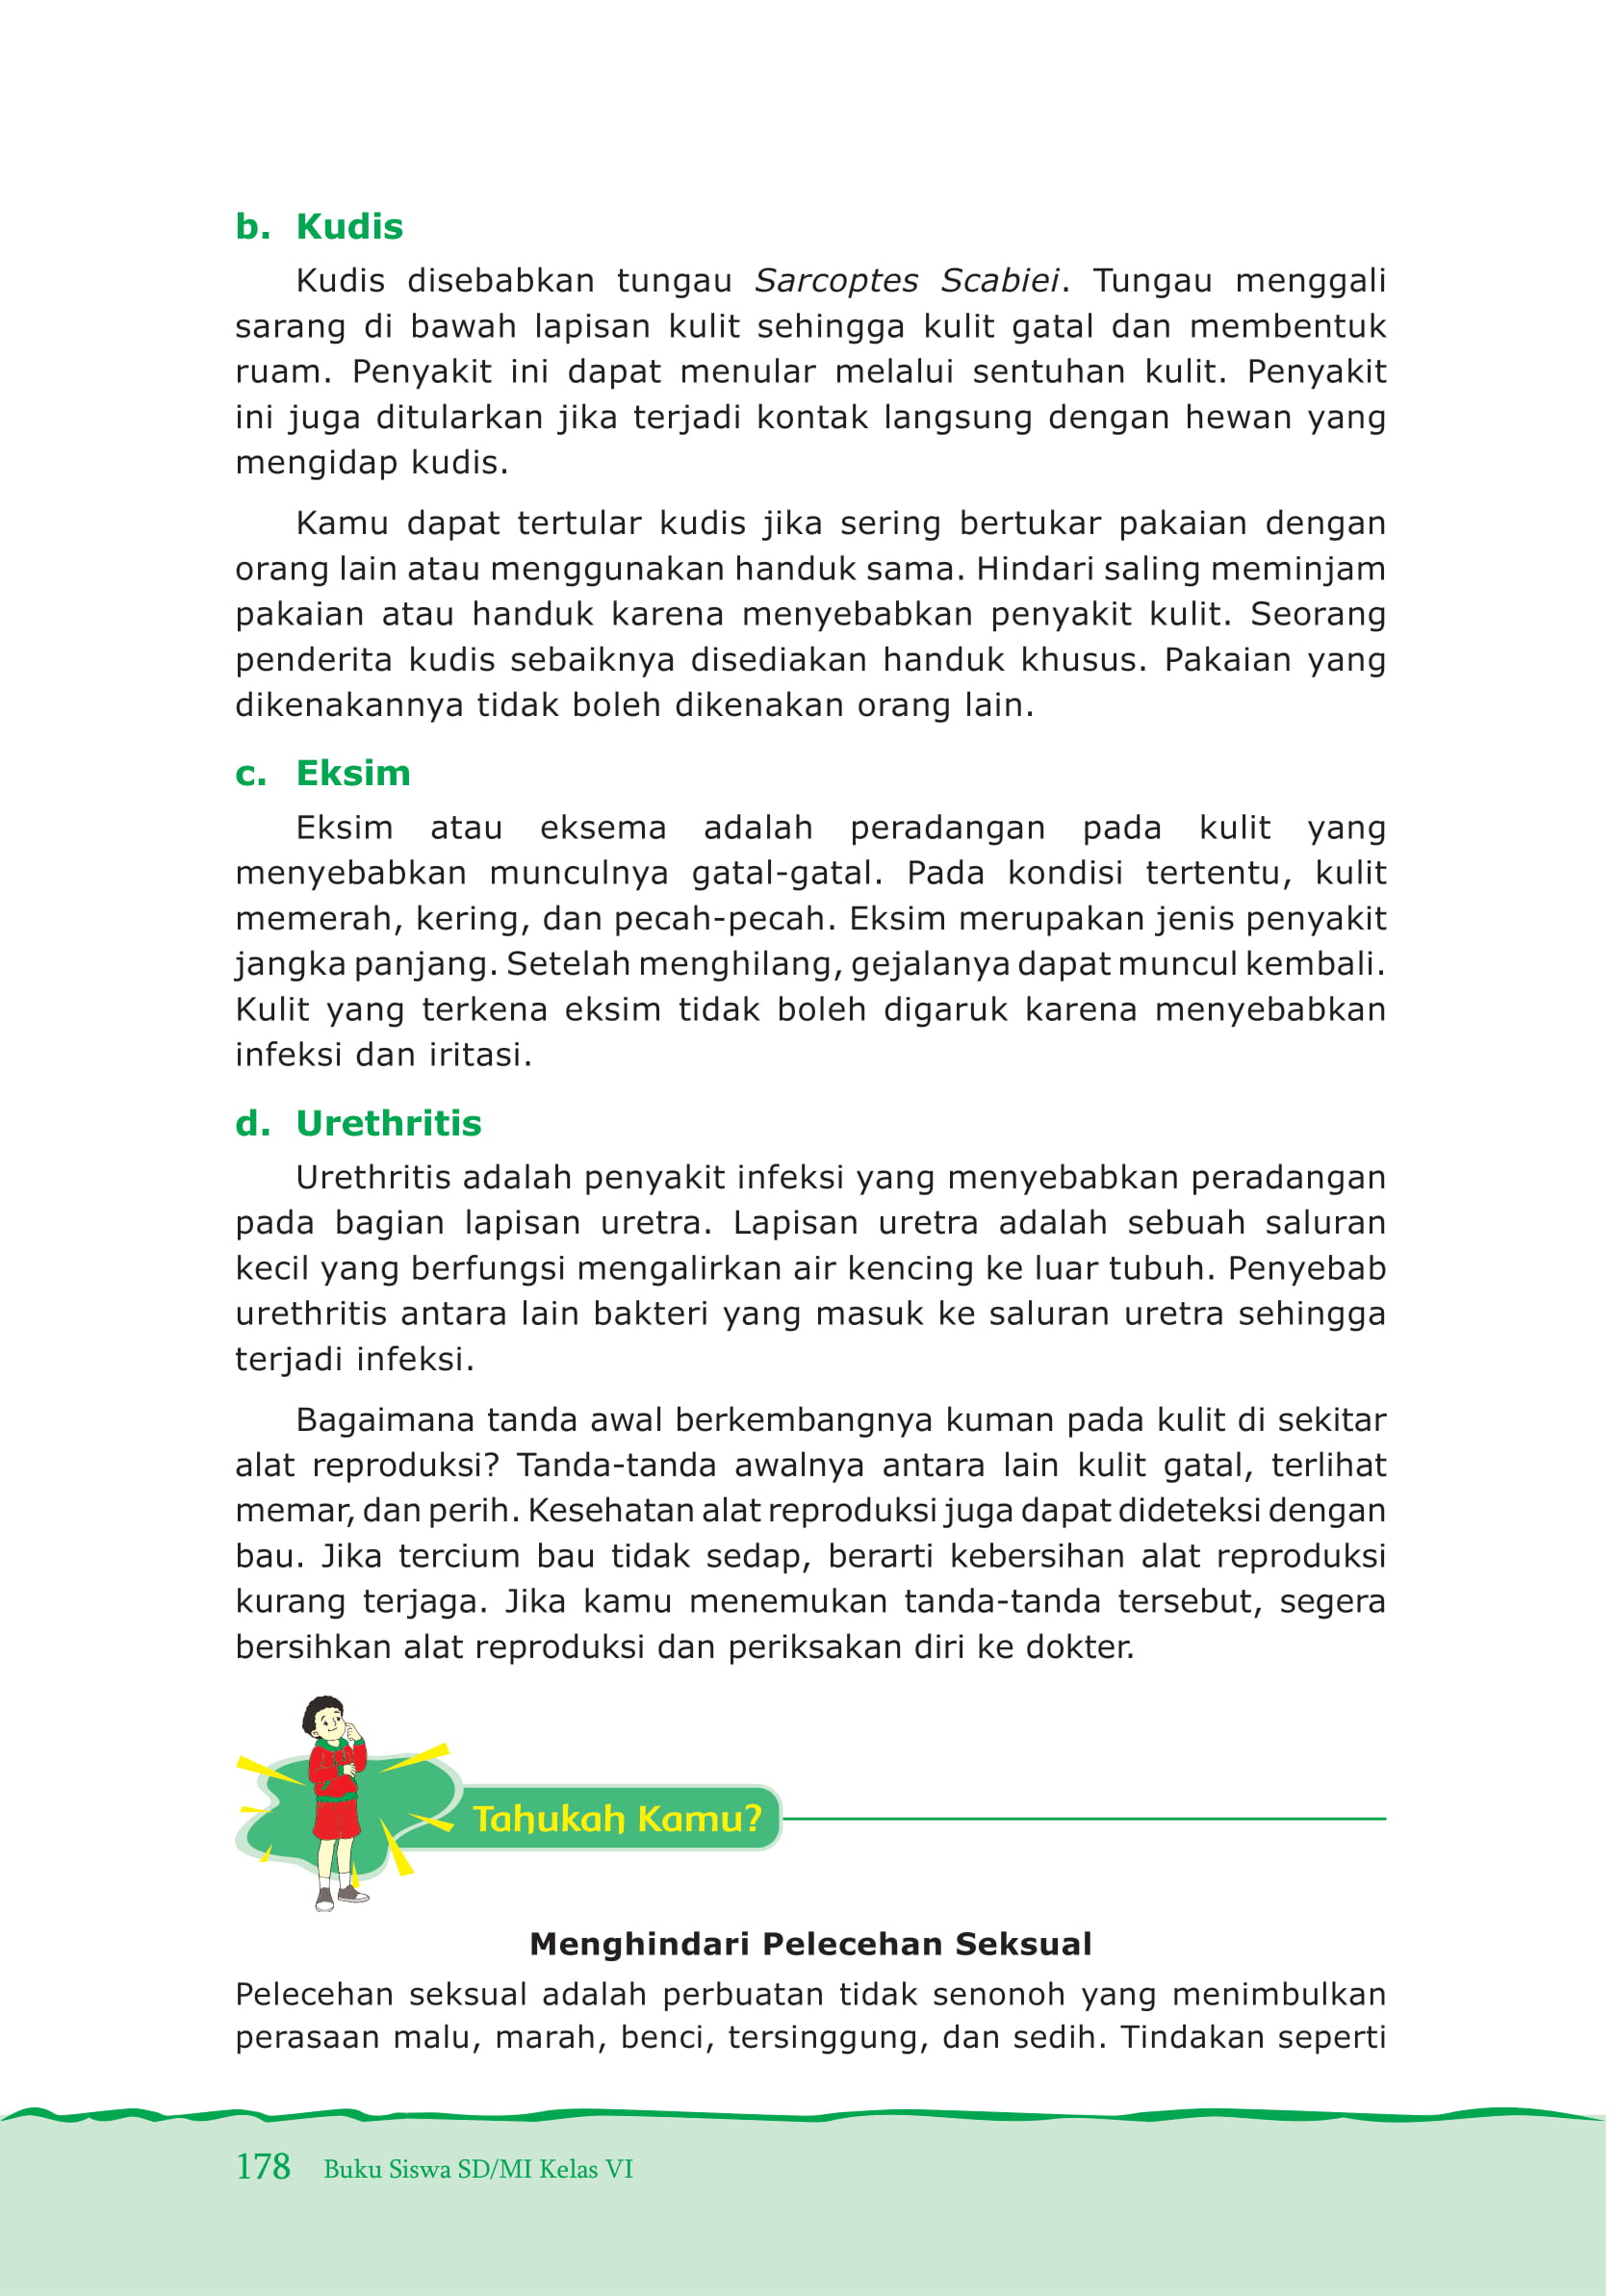 b. Kudis
Kudis disebabkan tungau Sarcoptes Scabiei. Tungau menggali
sarang di bawah lapisan kulit sehingga kulit gatal dan membentuk
ruam. Penyakit ini dapat menular melalui sentuhan kulit. Penyakit
ini juga ditularkan jika terjadi kontak langsung dengan hewan yang
mengidap kudis.
Kamu dapat tertular kudis jika sering bertukar pakaian dengan
orang lain atau menggunakan handuk sama. Hindari saling meminjam
pakaian atau handuk karena menyebabkan penyakit kulit. Seorang
penderita kudis sebaiknya disediakan handuk khusus. Pakaian yang
dikenakannya tidak boleh dikenakan orang lain.
c. Eksim
Eksim atau eksema adalah peradangan pada kulit yang
menyebabkan munculnya gatal-gatal. Pada kondisi tertentu, kulit
memerah, kering, dan pecah-pecah. Eksim merupakan jenis penyakit
jangka panjang. Setelah menghilang, gejalanya dapat muncul kembali.
Kulit yang terkena eksim tidak boleh digaruk karena menyebabkan
infeksi dan iritasi.
d. Urethritis
Urethritis adalah penyakit infeksi yang menyebabkan peradangan
pada bagian lapisan uretra. Lapisan uretra adalah sebuah saluran
kecil yang berfungsi mengalirkan air kencing ke luar tubuh. Penyebab
urethritis antara lain bakteri yang masuk ke saluran uretra sehingga
terjadi infeksi.
Bagaimana tanda awal berkembangnya kuman pada kulit di sekitar
alat reproduksi? Tanda-tanda awalnya antara lain kulit gatal, terlihat
memar, dan perih. Kesehatan alat reproduksi juga dapat dideteksi dengan
bau. Jika tercium bau tidak sedap, berarti kebersihan alat reproduksi
kurang terjaga. Jika kamu menemukan tanda-tanda tersebut, segera
bersihkan alat reproduksi dan periksakan diri ke dokter.
Tahukah Kamu?
Menghindari Pelecehan Seksual
Pelecehan seksual adalah perbuatan tidak senonoh yang menimbulkan
perasaan malu, marah, benci, tersinggung, dan sedih. Tindakan seperti
178 Buku Siswa SD/MI Kelas VI